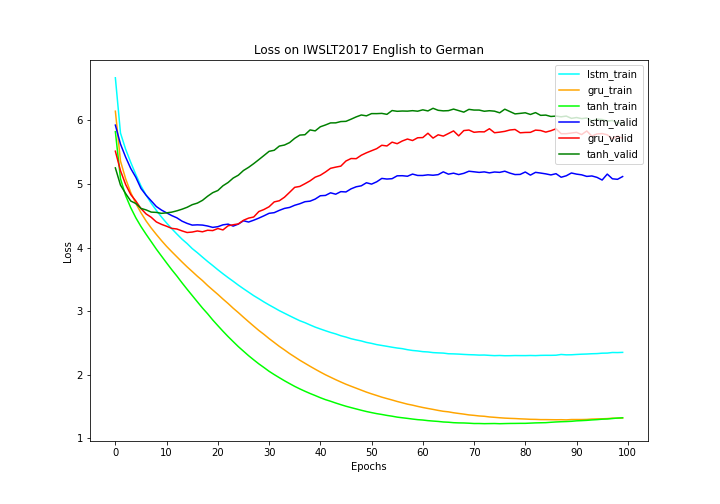 Loss on IWSLT2017 English to German
lstm_train
gru_train
tanh_train
lstm_valid
gru_valid
tanh_valid
6
5
4
3
2
1
Loss
0 10 20 30 40 50 60 70 80 90 100
Epochs